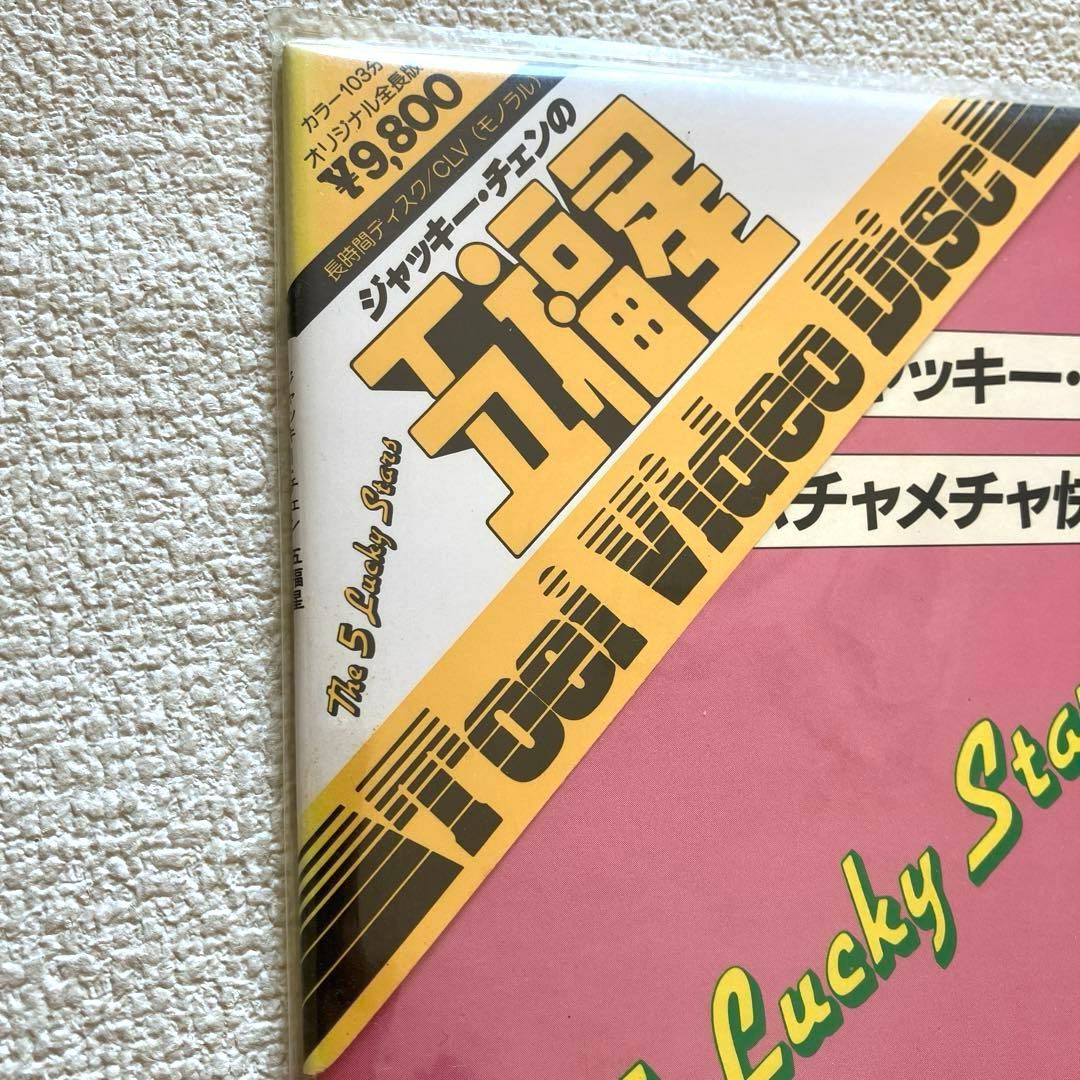 カラー103分
オリジナル全長版
¥9,800
長時間ディスク/CLV(モノラル)
ジャッキー・チェンの
五福星
The 5 Lucky Stars
Toei Video Disc
ャッキー・
チャメチャ快
Lucky Sta
五福星